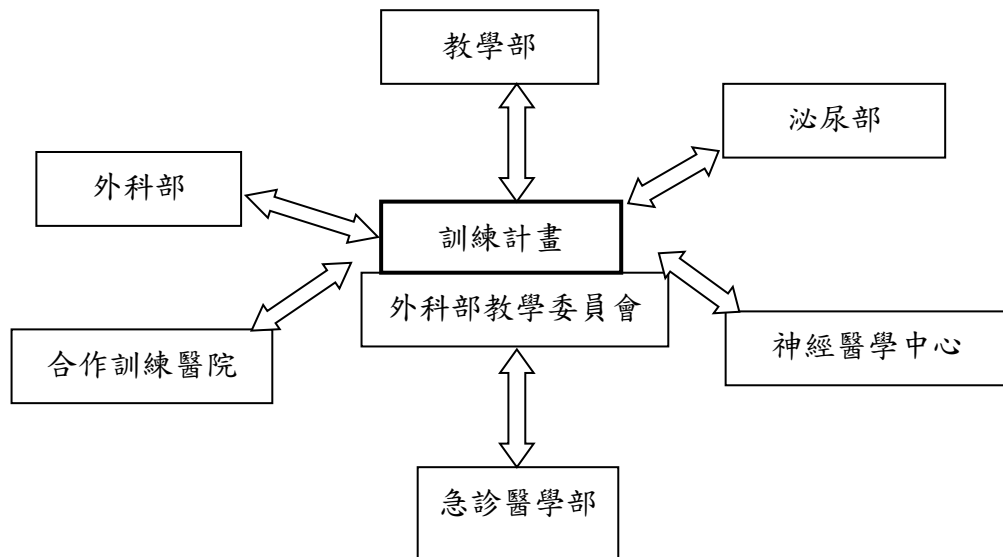 教學部
泌尿部
外科部
訓練計畫
外科部教學委員會
合作訓練醫院
神經醫學中心
急診醫學部